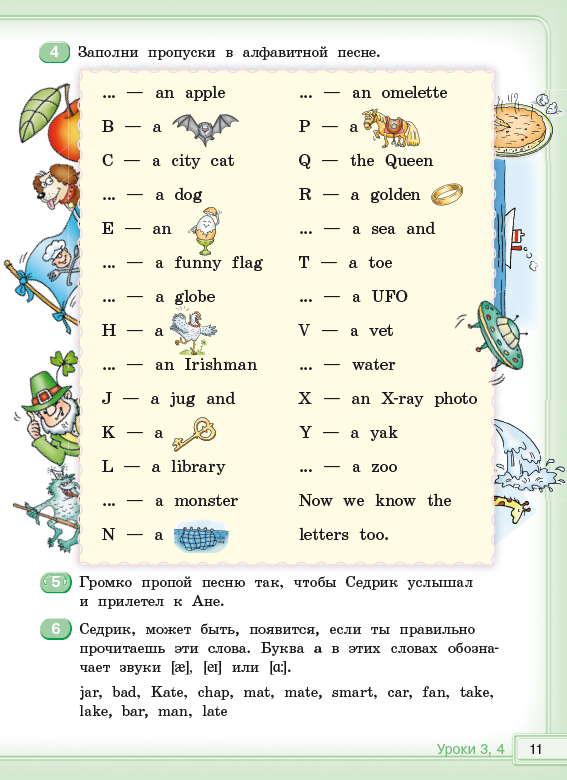 4 Заполни пропуски в алфавитной песне.
... — an apple
B — a
C — a city cat
... — a dog
E — an
... — a funny flag
... — a globe
H — a
... — an Irishman
J — a jug and
K — a
L — a library
... — a monster
N — a
... — an omelette
P — a
Q — the Queen
R — a golden
... — a sea and
T — a toe
... — a UFO
V — a vet
... — water
X — an X-ray photo
Y — a yak
... — a zoo
Now we know the
letters too.
5 Громко пропой песню так, чтобы Седрик услышал
и прилетел к Ане.
6 Седрик, может быть, появится, если ты правильно
прочитаешь эти слова. Буква a в этих словах обозна-
чает звуки [æ], [eɪ] или [ɑː].
jar, bad, Kate, chap, mat, mate, smart, car, fan, take,
lake, bar, man, late
Уроки 3, 4 11